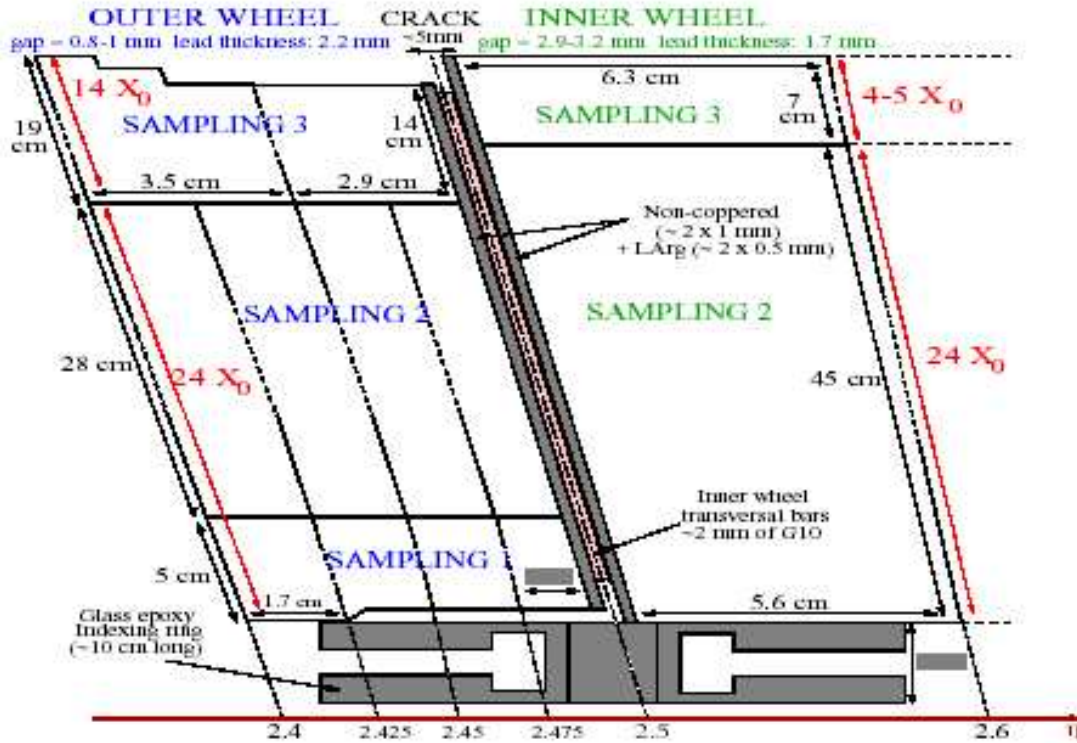 OUTER WHEEL
CRACK
INNER WHEEL
gap = 0.8-1 mm lead thickness: 2.2 mm
~5mm
gap = 2.9-3.2 mm lead thickness: 1.7 mm
14 X0
6.3 cm
4-5 X0
19 cm
SAMPLING 3
14 cm
SAMPLING 3
7 cm
3.5 cm
2.9 cm
Non-coppered
(~ 2 x 1 mm)
+ LArg (~ 2 x 0.5 mm)
SAMPLING 2
SAMPLING 2
28 cm
24 X0
45 cm
24 X0
Inner wheel
transversal bars
~2 mm of G10
SAMPLING 1
5 cm
1.7 cm
5.6 cm
Glass epoxy
Indexing ring
(~10 cm long)
2.4
2.425
2.45
2.475
2.5
2.6